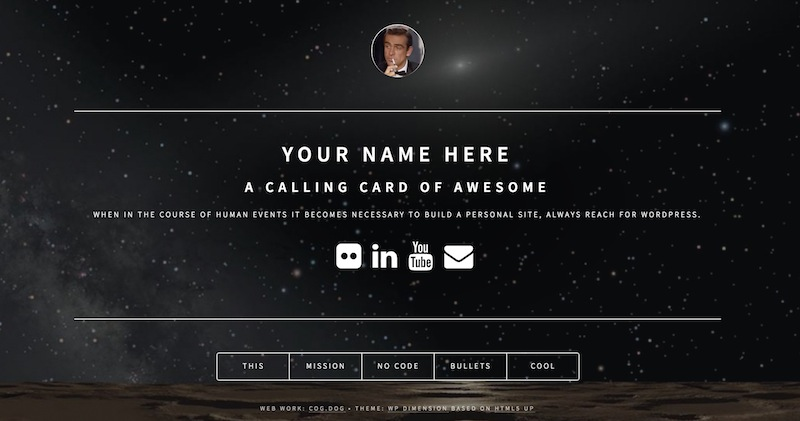 YOUR NAME HERE
A CALLING CARD OF AWESOME
WHEN IN THE COURSE OF HUMAN EVENTS IT BECOMES NECESSARY TO BUILD A PERSONAL SITE, ALWAYS REACH FOR WORDPRESS.
in You Tube
THIS MISSION NO CODE BULLETS COOL
WEB WORK: COG.DOG • THEME: WP DIMENSION BASED ON HTML5 UP